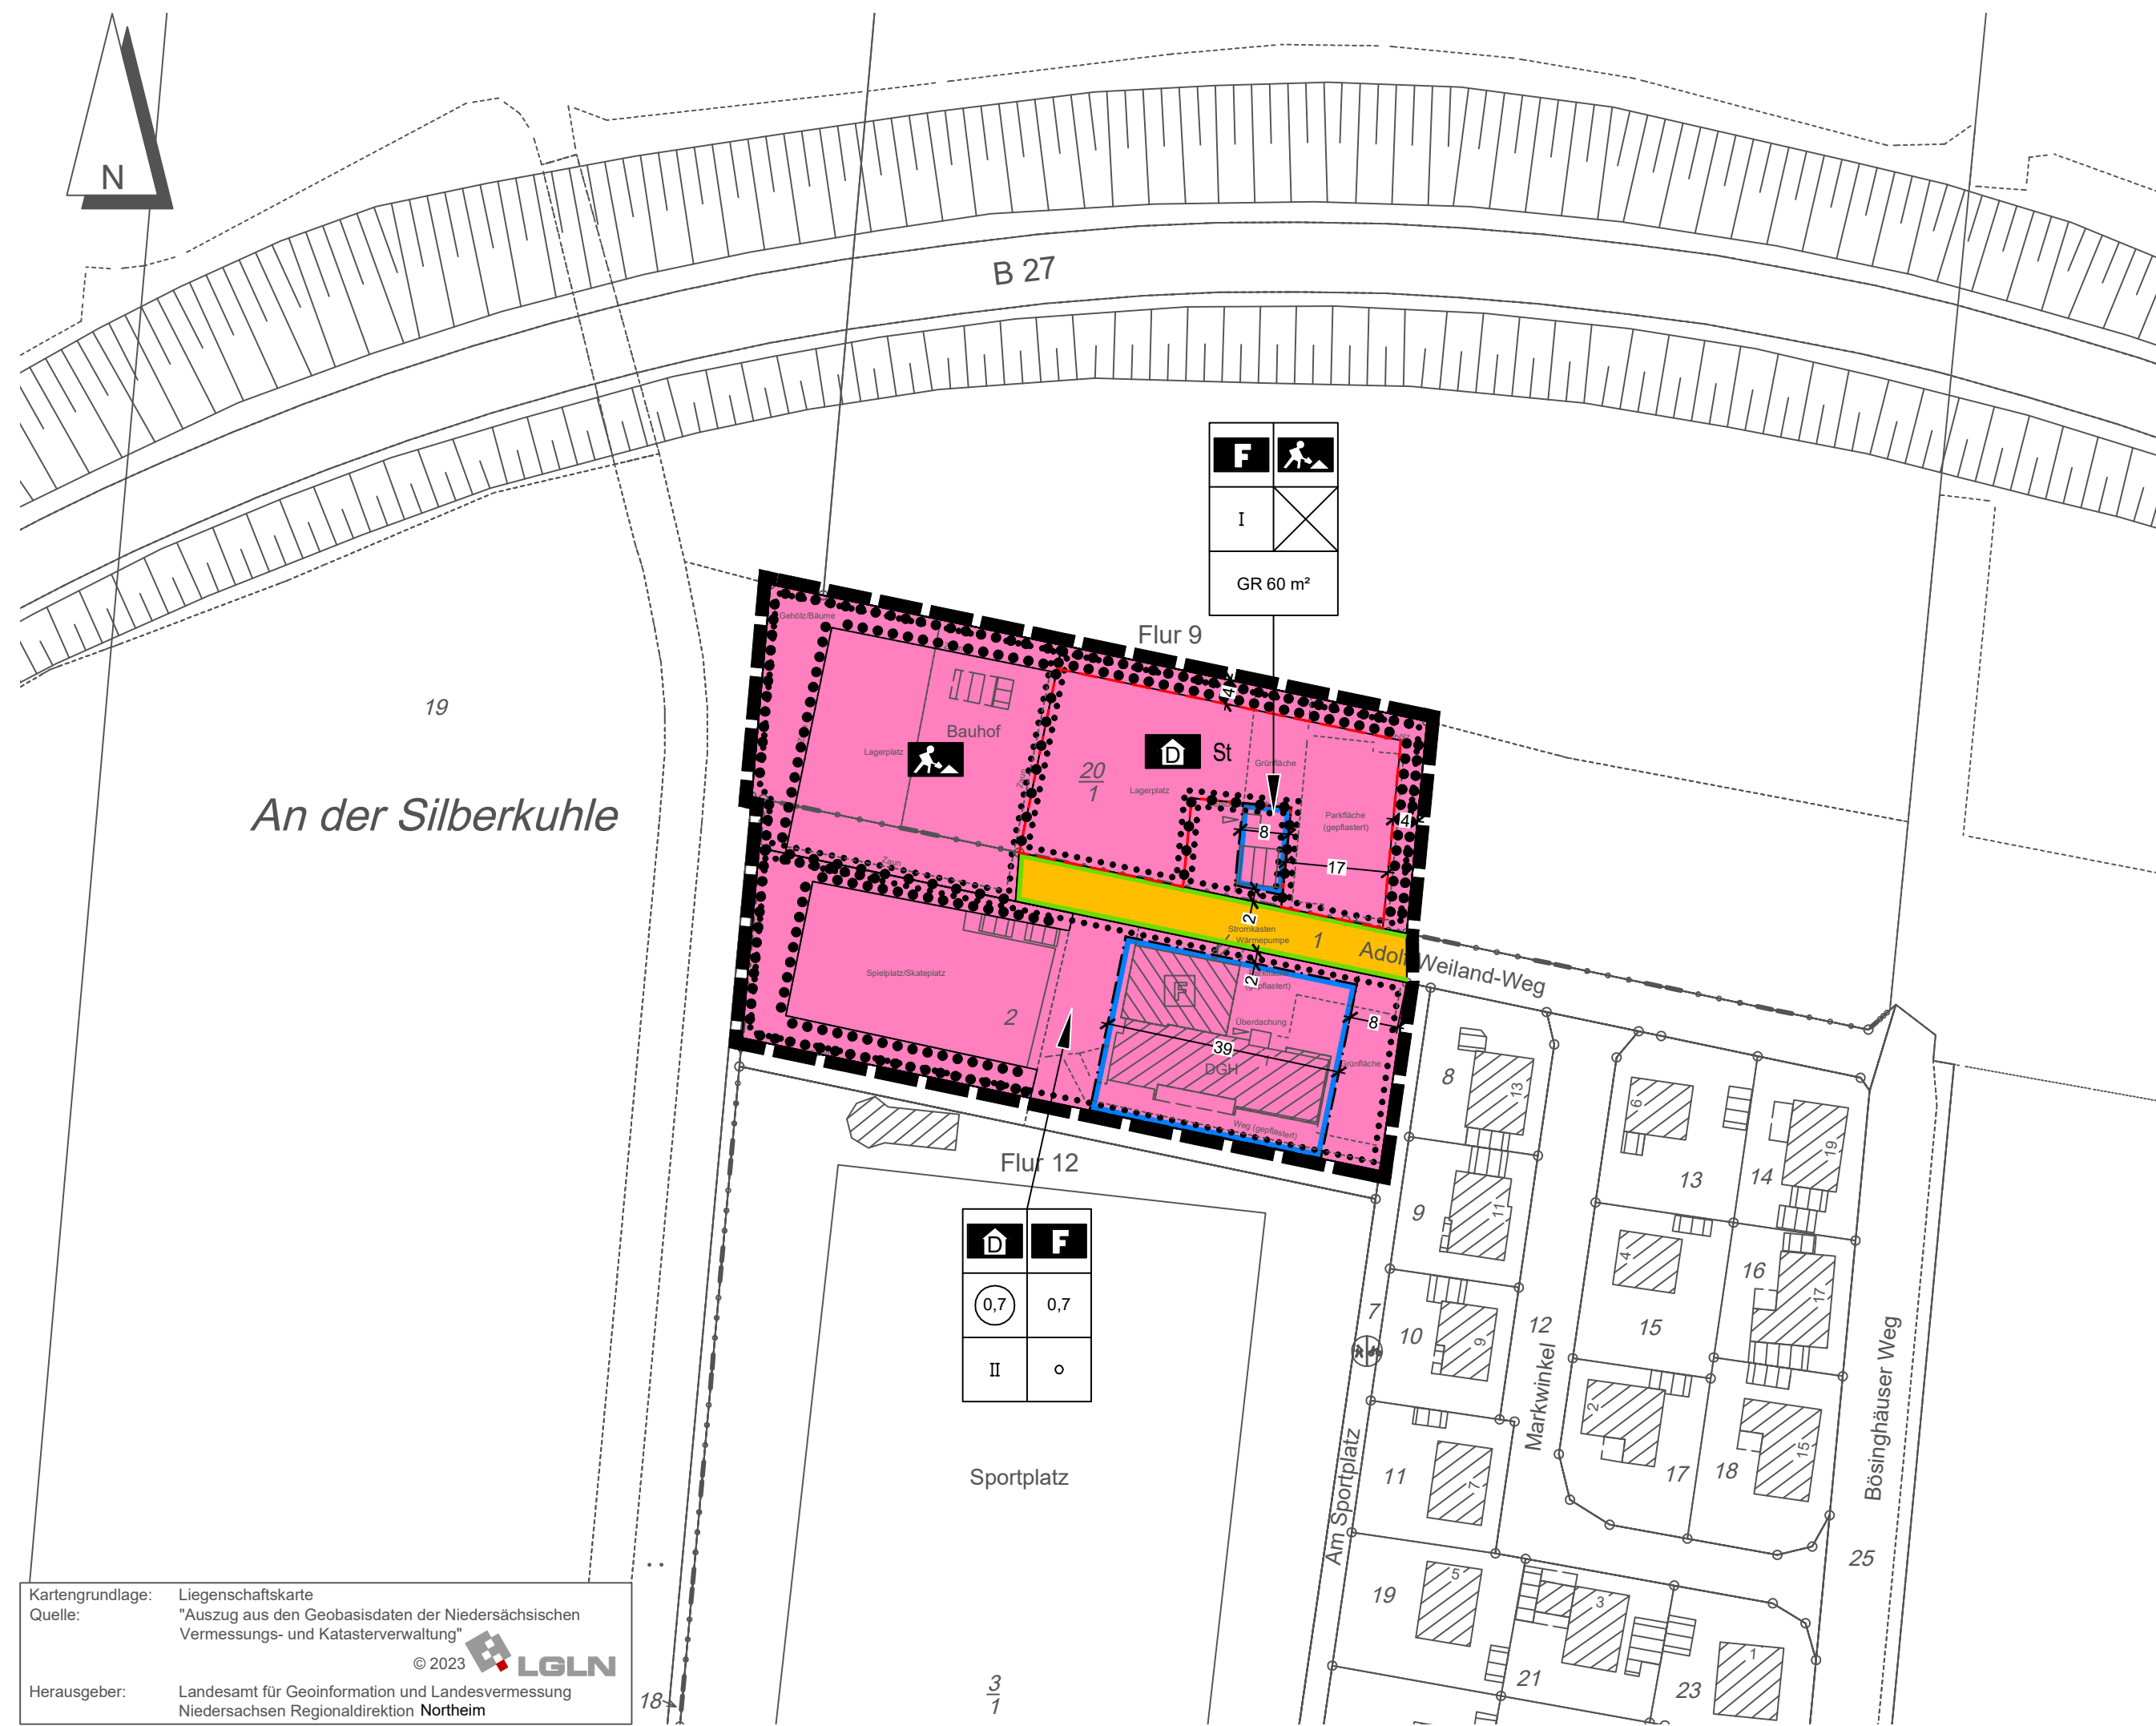 N
B 27
F
I
GR 60 m²
Flur 9
Gehölz/Bäume
4
19
Bauhof
Lagerplatz
D
St
20
1
Grünfläche
Lagerplatz
Zaun
Parkfläche
(gepflastert)
An der Silberkuhle
8
4
17
Zaun
2
Stromkasten
Wärmepumpe
1
Adolf-Weiland-Weg
Spielplatz/Skateplatz
2
F
2
Parkfläche
(gepflastert)
Überdachung
8
39
DGH
Grünfläche
Weg (gepflastert)
Flur 12
8
13
6
13
14
19
9
11
D
F
0,7
0,7
II
o
4
16
17
7
10
9
12
15
Markwinkel
Bösinghäuser Weg
2
15
11
7
17
18
Sportplatz
Am Sportplatz
25
19
5
3
1
21
23
3
1
18
Kartengrundlage: Liegenschaftskarte
Quelle: "Auszug aus den Geobasisdaten der Niedersächsischen
Vermessungs- und Katasterverwaltung"
© 2023 LGLN
Herausgeber: Landesamt für Geoinformation und Landesvermessung
Niedersachsen Regionaldirektion Northeim